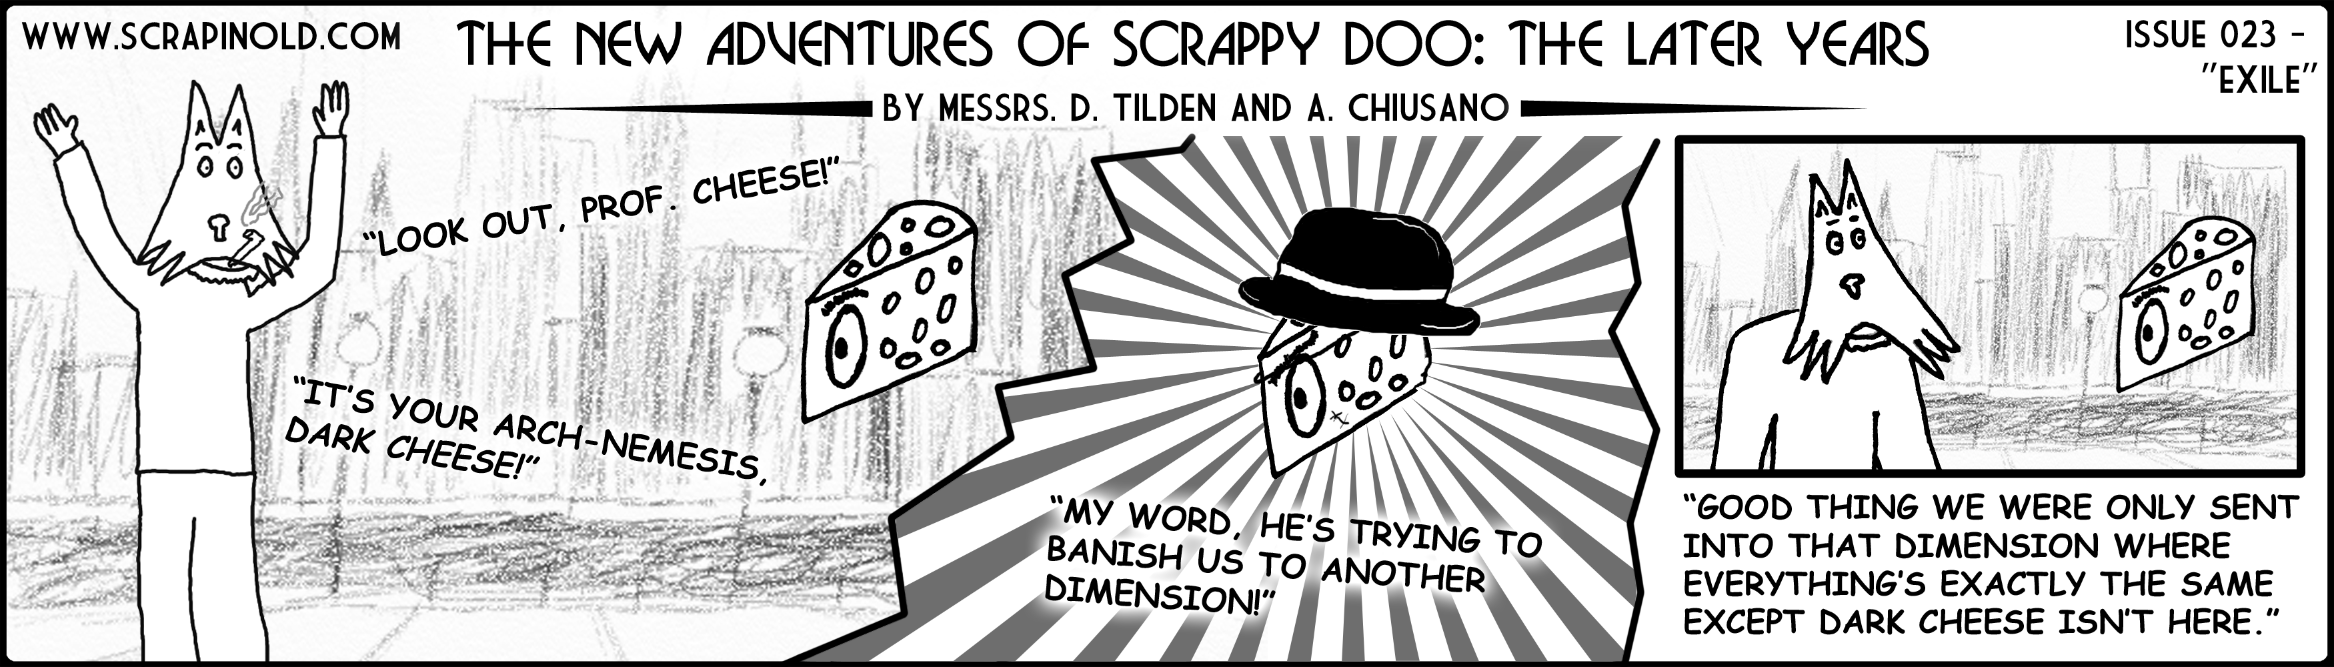 WWW.SCRAPINOLD.COM
THE NEW ADVENTURES OF SCRAPPY DOO: THE LATER YEARS
ISSUE 023 -
"EXILE"
BY MESSRS. D. TILDEN AND A. CHIUSANO
"LOOK OUT, PROF. CHEESE!"
"IT'S YOUR ARCH-NEMESIS,
DARK CHEESE!"
"MY WORD, HE'S TRYING TO
BANISH US TO ANOTHER
DIMENSION!"
"GOOD THING WE WERE ONLY SENT
INTO THAT DIMENSION WHERE
EVERYTHING'S EXACTLY THE SAME
EXCEPT DARK CHEESE ISN'T HERE."